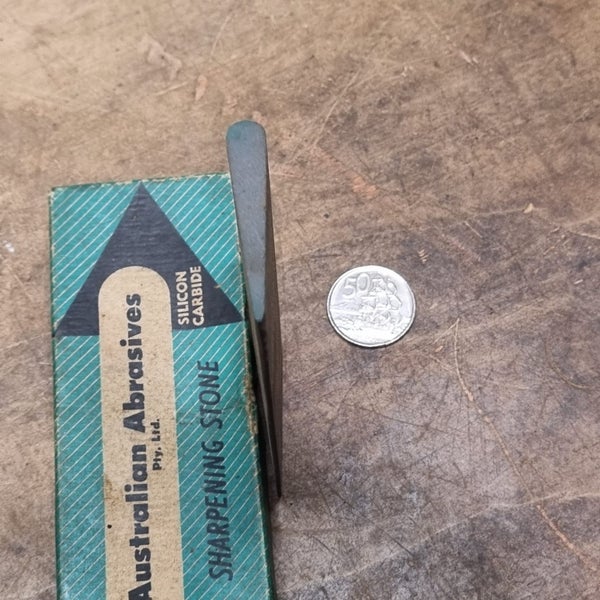 SILICON
CARBIDE
Australian Abrasives
Pty. Ltd.
SHARPENING STONE
50